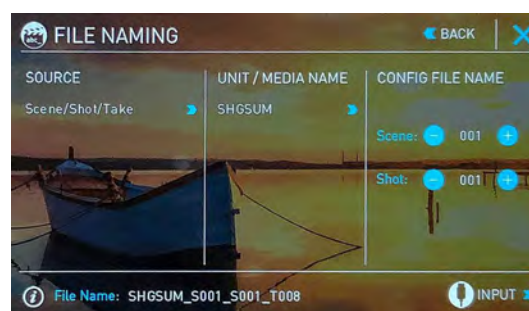 FILE NAMING
BACK
SOURCE
Scene/Shot/Take
UNIT / MEDIA NAME
SHGSUM
CONFIG FILE NAME
Scene: - 001 +
Shot: - 001 +
File Name: SHGSUM_S001_S001_T008
INPUT